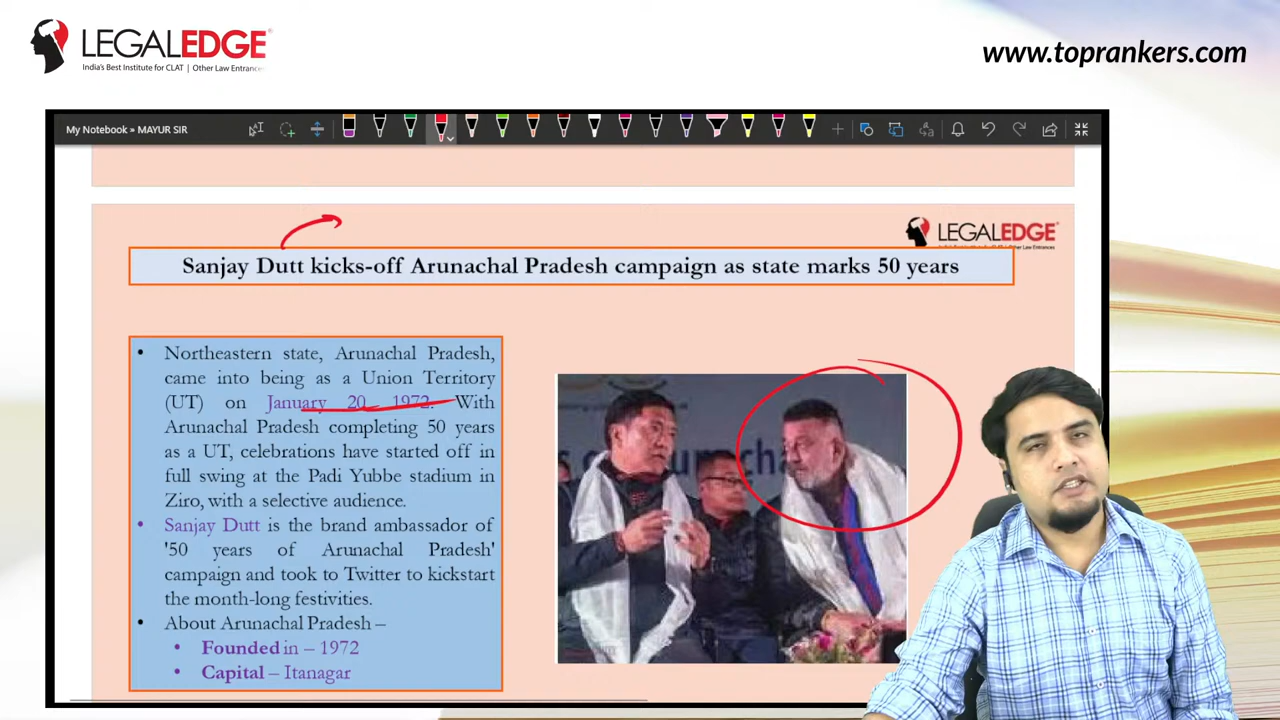 LEGALEDGE
India's Best Institute for CLAT | Other Law Entrances
www.toprankers.com
My Notebook » MAYUR SIR
LEGALEDGE
Sanjay Dutt kicks-off Arunachal Pradesh campaign as state marks 50 years
• Northeastern state, Arunachal Pradesh,
came into being as a Union Territory
(UT) on January 20 1972. With
Arunachal Pradesh completing 50 years
as a UT, celebrations have started off in
full swing at the Padi Yubbe stadium in
Ziro, with a selective audience.
• Sanjay Dutt is the brand ambassador of
'50 years of Arunachal Pradesh'
campaign and took to Twitter to kickstart
the month-long festivities.
• About Arunachal Pradesh –
• Founded in – 1972
• Capital – Itanagar